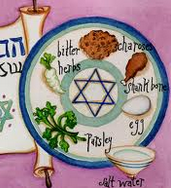 bitter
herbs
charoses
shank bone
egg
Parsley
salt water